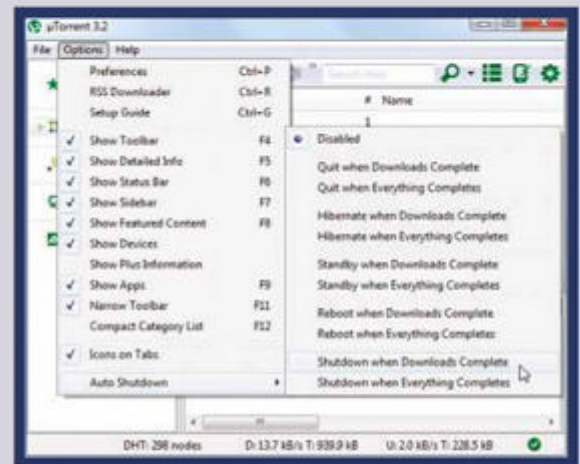 µTorrent 3.2
File Options Help
Preferences Ctrl+P
RSS Downloader Ctrl+R
Setup Guide Ctrl+G
Show Toolbar F4
Show Detailed Info F5
Show Status Bar F6
Show Sidebar F7
Show Featured Content F8
Show Devices
Show Plus Information
Show Apps F9
Narrow Toolbar F11
Compact Category List F12
Icons on Tabs
Auto Shutdown
# Name
1
Disabled
Quit when Downloads Complete
Quit when Everything Completes
Hibernate when Downloads Complete
Hibernate when Everything Completes
Standby when Downloads Complete
Standby when Everything Completes
Reboot when Downloads Complete
Reboot when Everything Completes
Shutdown when Downloads Complete
Shutdown when Everything Completes
DHT: 298 nodes D: 13.7 kB/s T: 939.9 kB U: 2.0 kB/s T: 228.5 kB